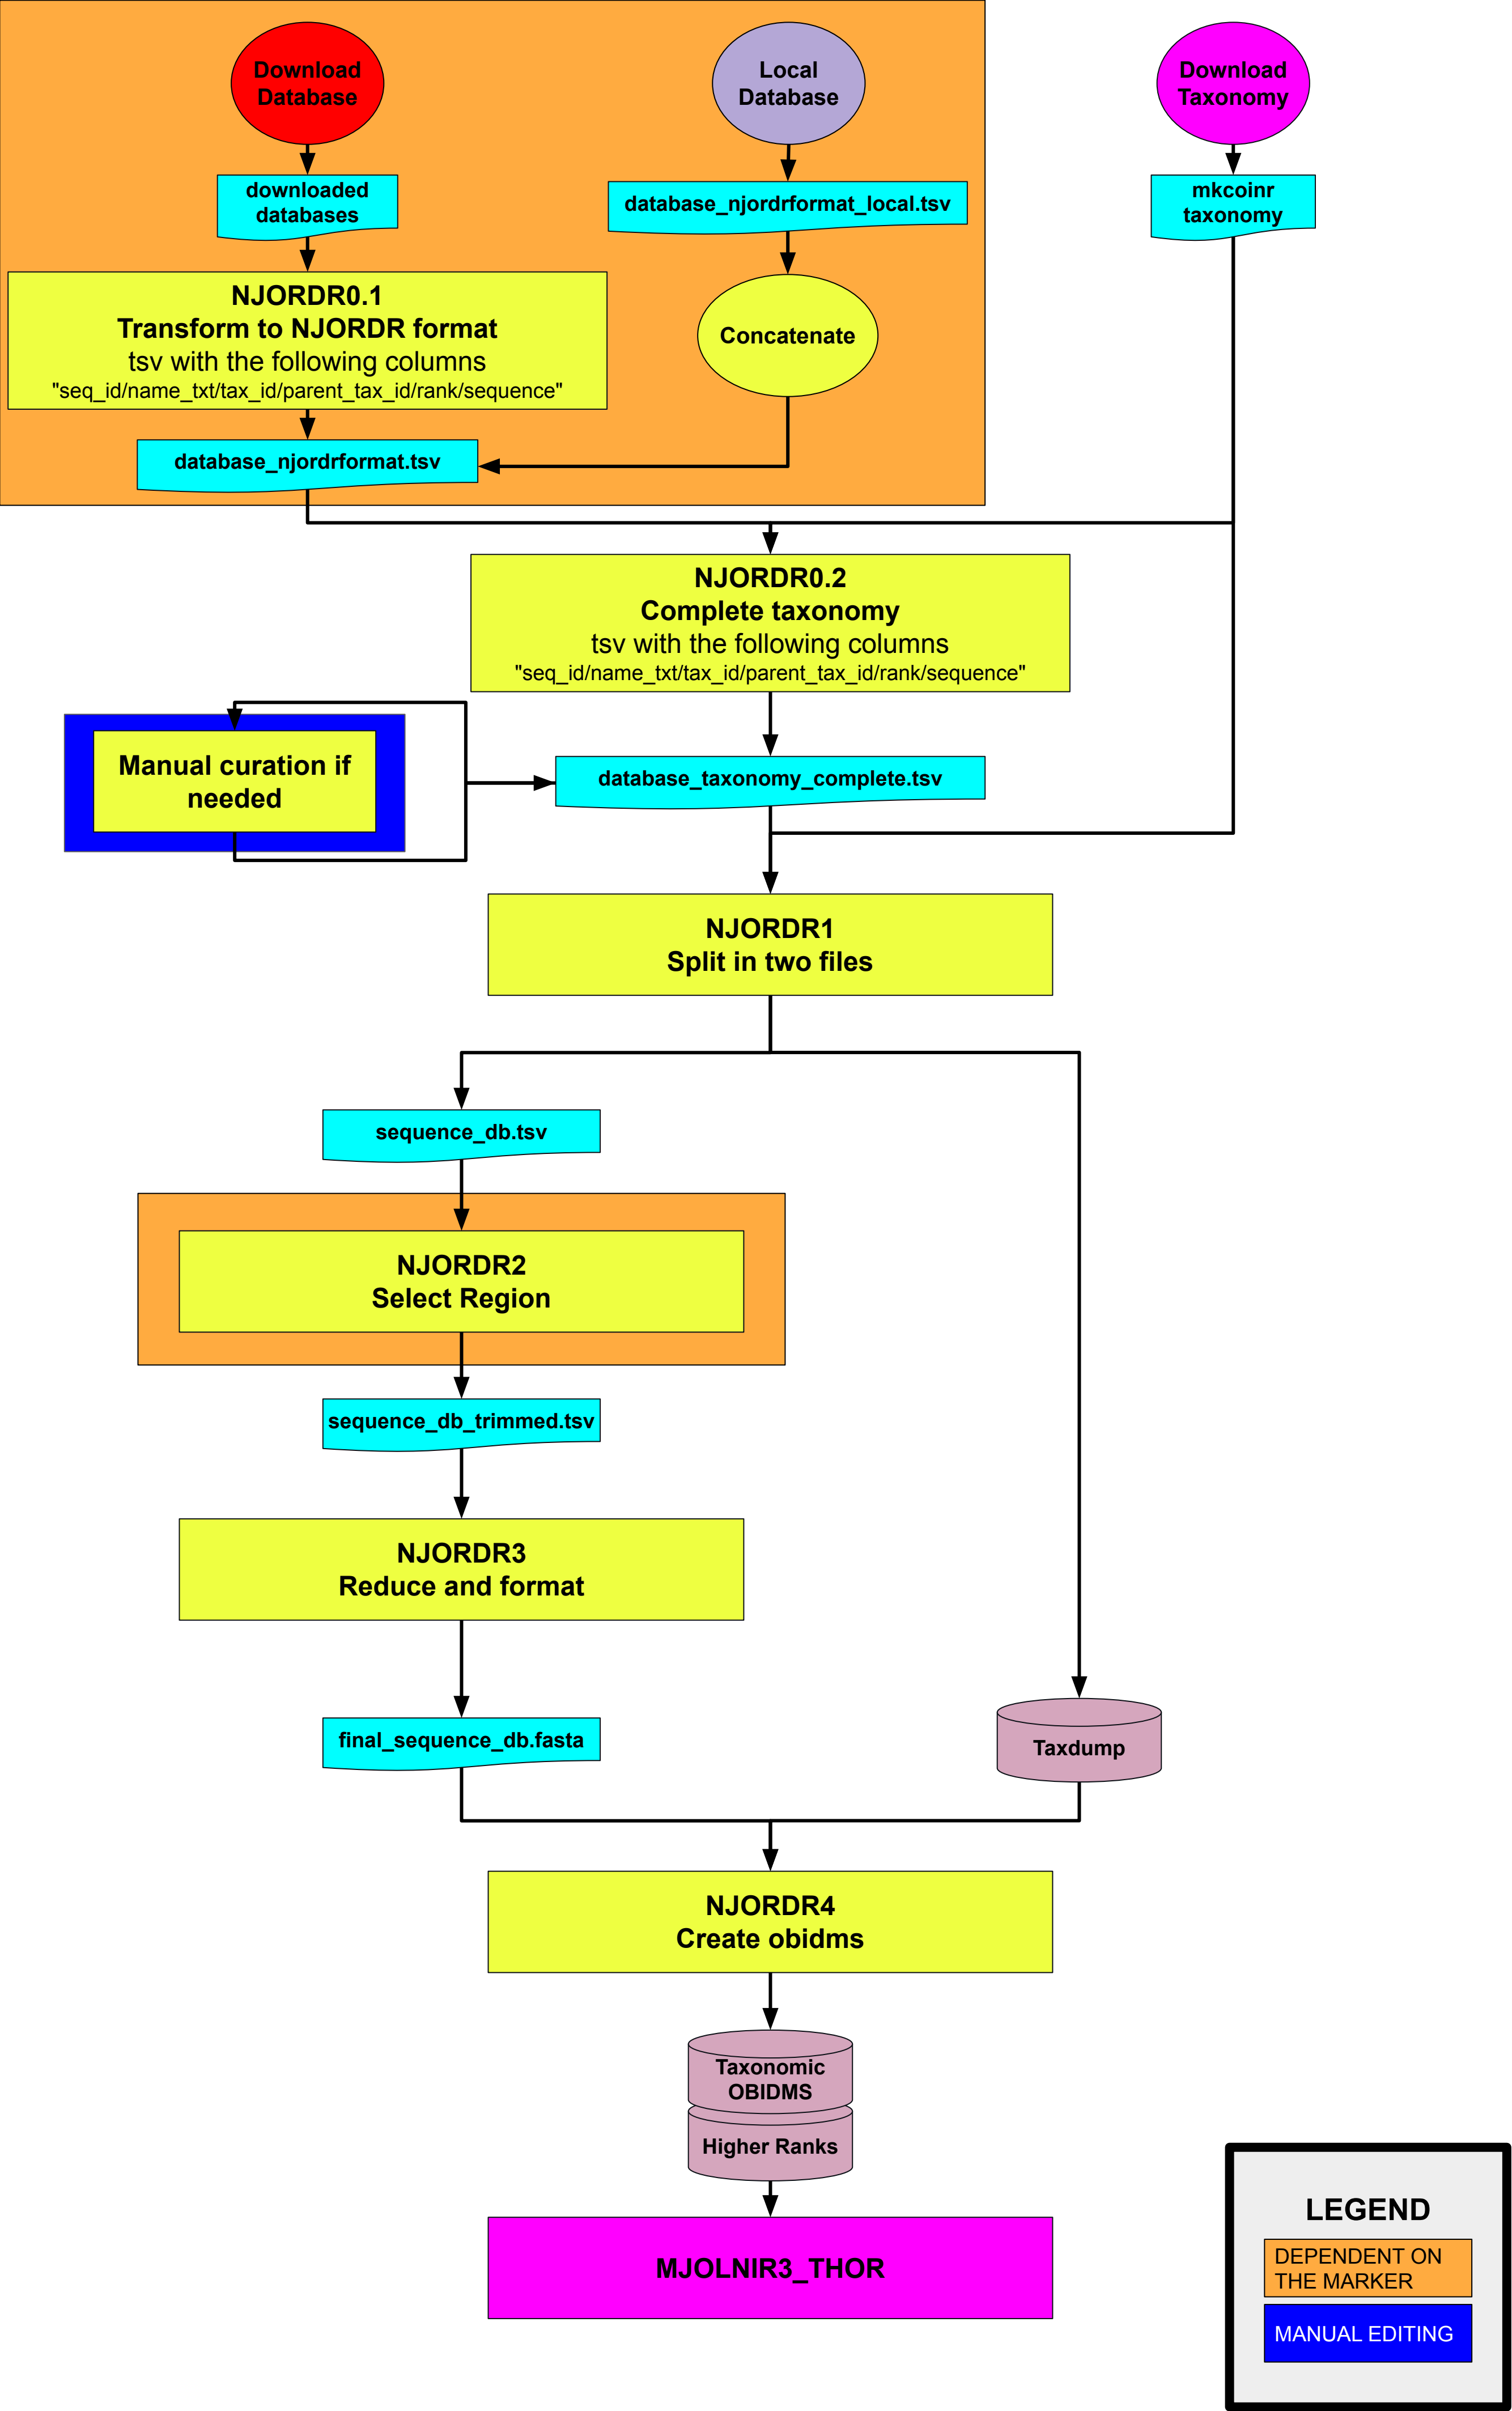 Download
Database
Local
Database
Download
Taxonomy
downloaded
databases
database_njordrformat_local.tsv
mkcoinr
taxonomy
NJORDR0.1
Transform to NJORDR format
tsv with the following columns
"seq_id/name_txt/tax_id/parent_tax_id/rank/sequence"
Concatenate
database_njordrformat.tsv
NJORDR0.2
Complete taxonomy
tsv with the following columns
"seq_id/name_txt/tax_id/parent_tax_id/rank/sequence"
Manual curation if
needed
database_taxonomy_complete.tsv
NJORDR1
Split in two files
sequence_db.tsv
NJORDR2
Select Region
sequence_db_trimmed.tsv
NJORDR3
Reduce and format
final_sequence_db.fasta
Taxdump
NJORDR4
Create obidms
Taxonomic
OBIDMS
Higher Ranks
MJOLNIR3_THOR
LEGEND
DEPENDENT ON
THE MARKER
MANUAL EDITING